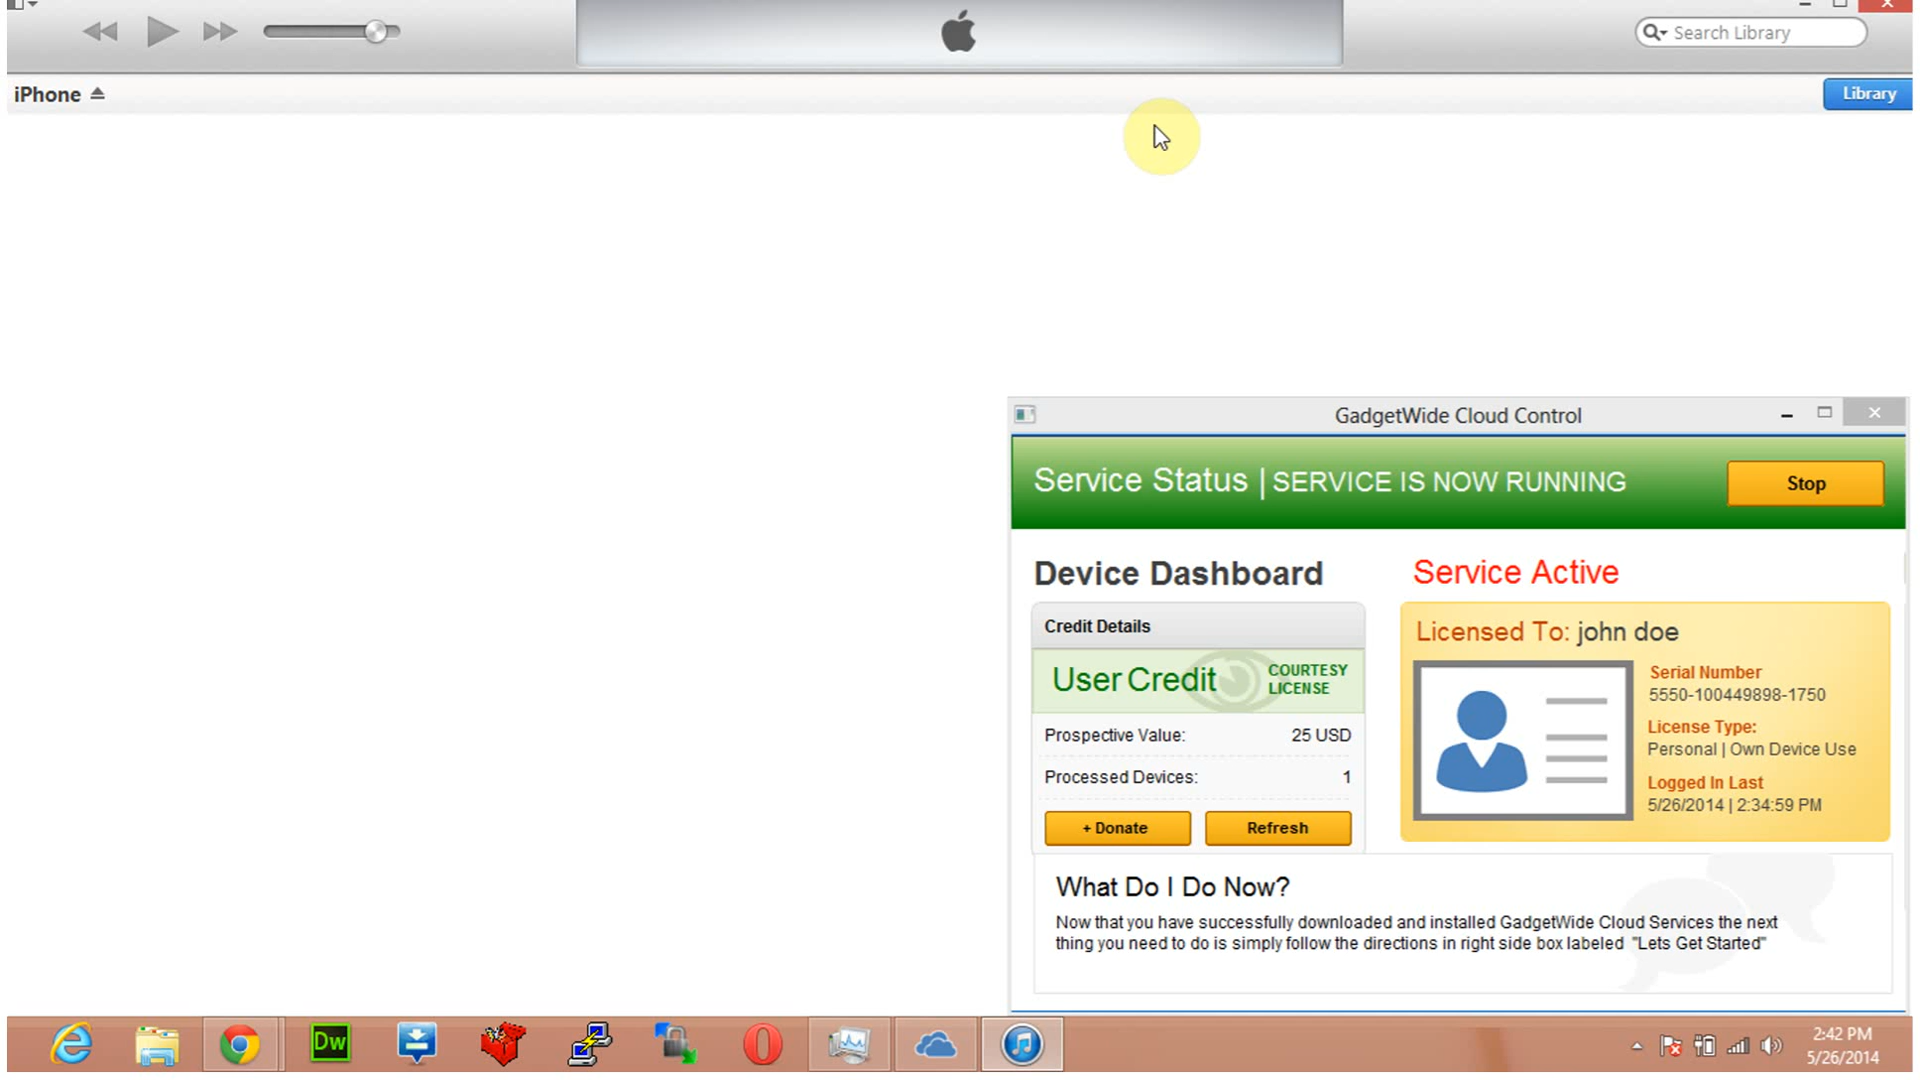 Search Library
iPhone
Library
GadgetWide Cloud Control
Service Status | SERVICE IS NOW RUNNING
Stop
Device Dashboard
Service Active
Credit Details
User Credit
COURTESY
LICENSE
Prospective Value: 25 USD
Processed Devices: 1
+ Donate
Refresh
Licensed To: john doe
Serial Number
5550-100449898-1750
License Type:
Personal | Own Device Use
Logged In Last
5/26/2014 | 2:34:59 PM
What Do I Do Now?
Now that you have successfully downloaded and installed GadgetWide Cloud Services the next
thing you need to do is simply follow the directions in right side box labeled "Lets Get Started"
Dw
2:42 PM
5/26/2014